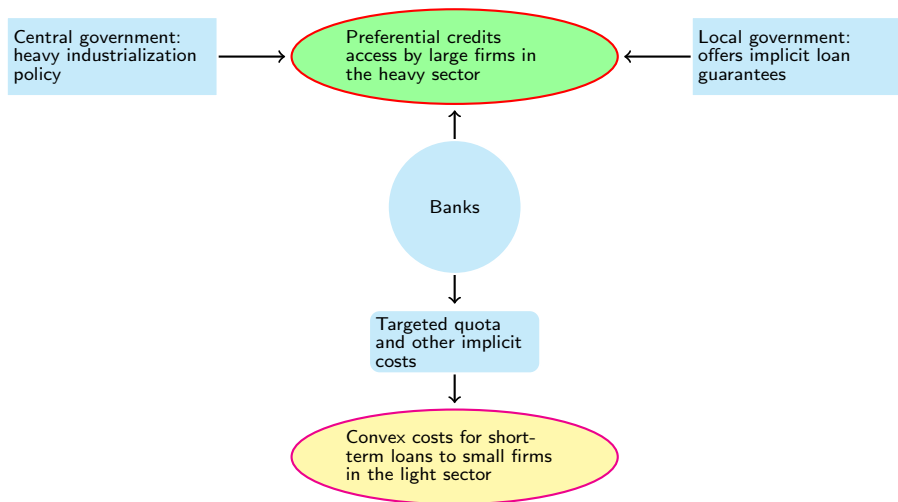 Central government:
heavy industrialization
policy
Preferential credits
access by large firms in
the heavy sector
Local government:
offers implicit loan
guarantees
Banks
Targeted quota
and other implicit
costs
Convex costs for short-
term loans to small firms
in the light sector